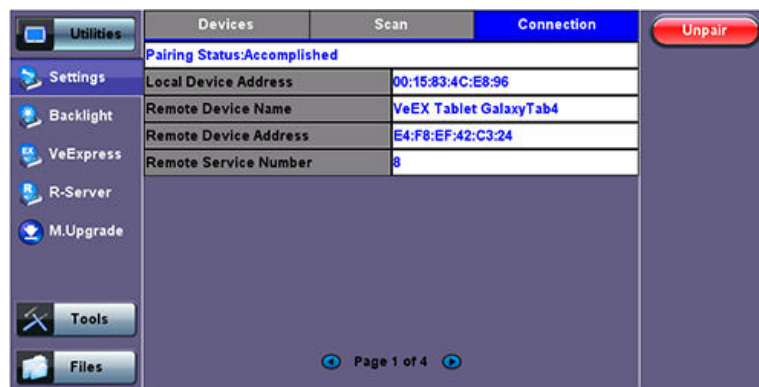 Utilities
Settings
Backlight
VeExpress
R-Server
M.Upgrade
Tools
Files
Devices Scan Connection
Pairing Status:Accomplished
Local Device Address 00:15:83:4C:E8:96
Remote Device Name VeEX Tablet GalaxyTab4
Remote Device Address E4:F8:EF:42:C3:24
Remote Service Number 8
Page 1 of 4
Unpair